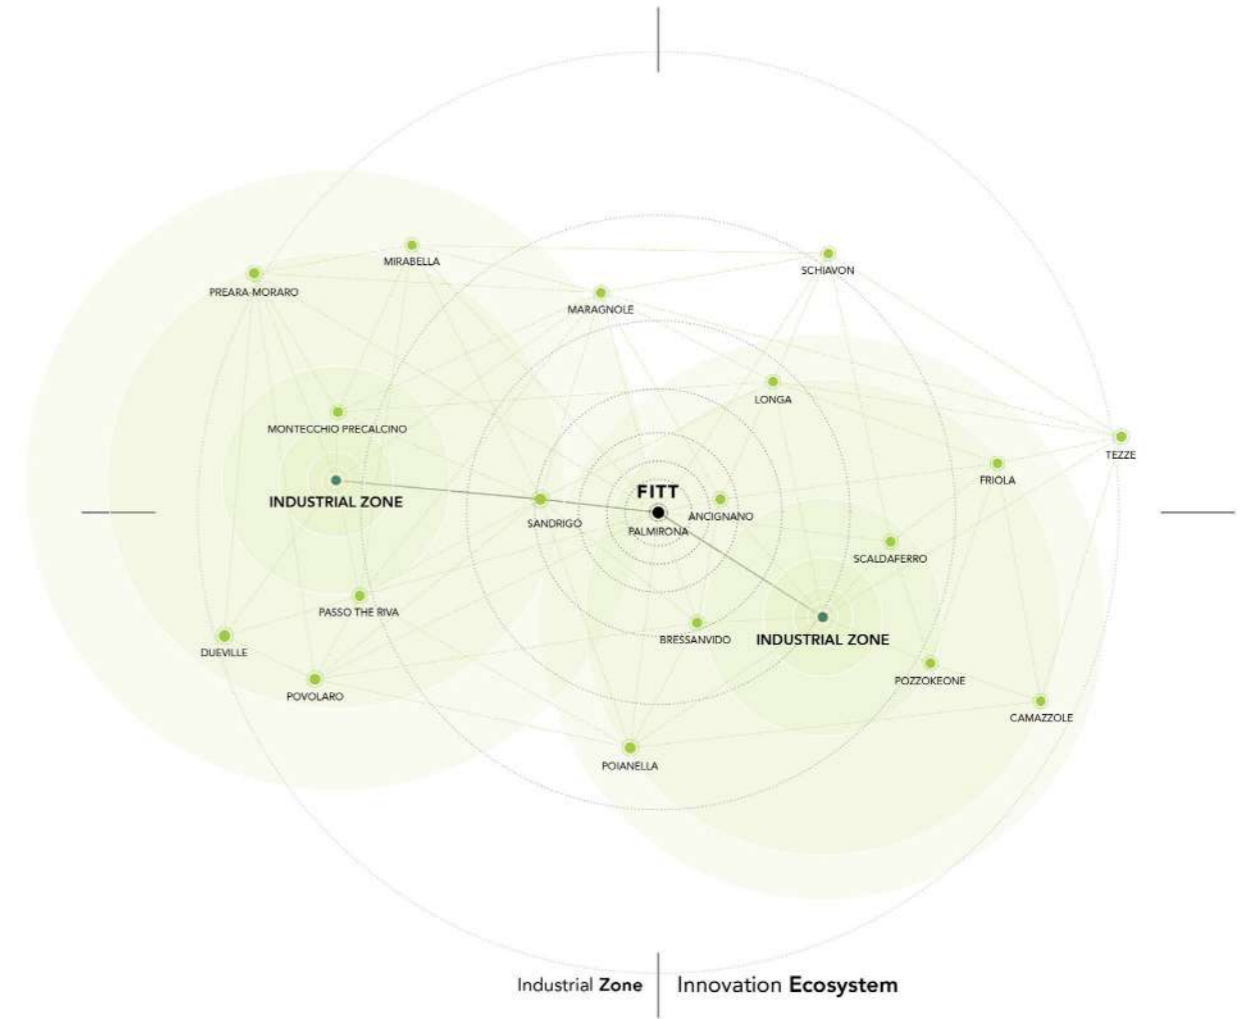 MIRABELLA
SCHIAVON
PREARA-MORARO
MARAGNOLE
LONGA
MONTECCHIO PRECALCINO
TEZZE
FRIOLA
FITT
INDUSTRIAL ZONE
SANDRIGO
ANCIGNANO
PALMIRONA
SCALDAFERRO
PASSO THE RIVA
BRESSANVIDO
INDUSTRIAL ZONE
DUEVILLE
POZZOKEONE
POVOLARO
CAMAZZOLE
POIANELLA
Industrial Zone
Innovation Ecosystem